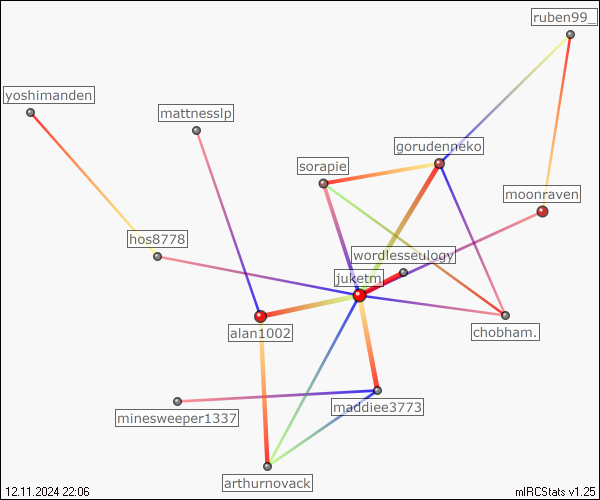 ruben99_
yoshimanden
mattnesslp
gorudenneko
sorapie
moonraven
hos8778
wordlesseulogy
juketm
alan1002
chobham.
maddiee3773
minesweeper1337
arthurnovack
12.11.2024 22:06
mIRCStats v1.25